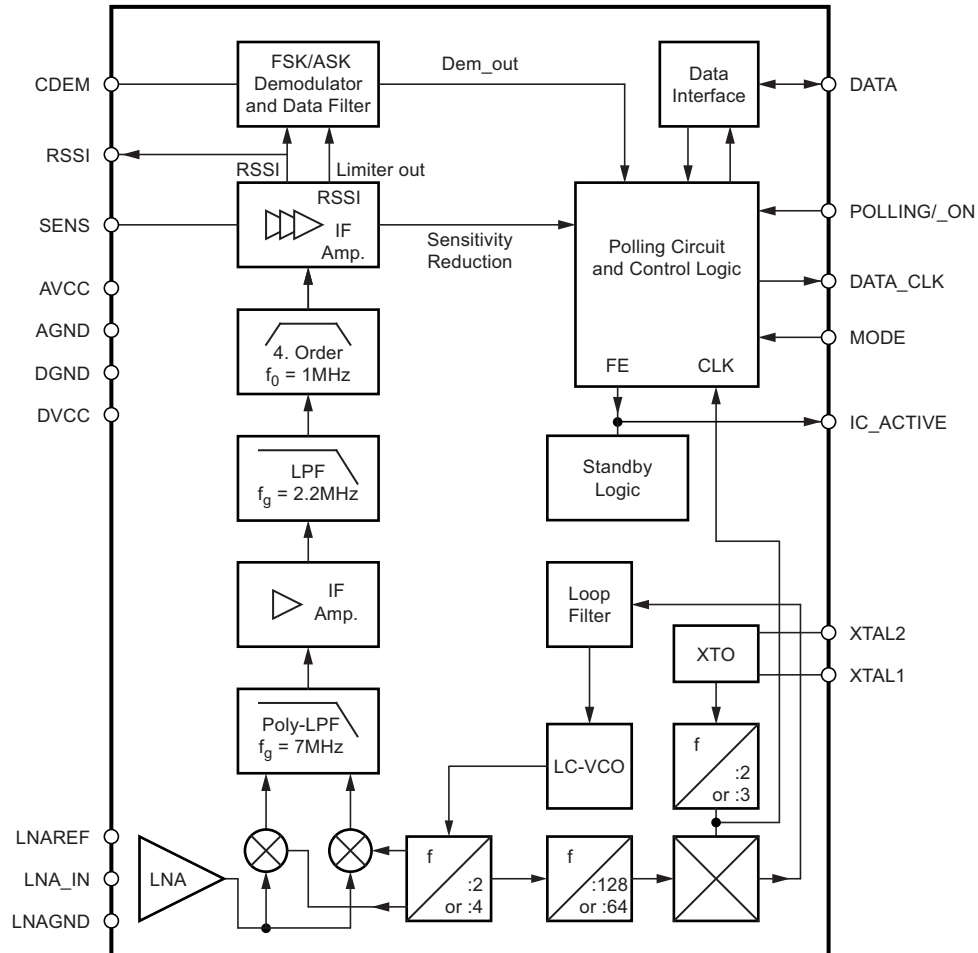 CDEM
FSK/ASK
Demodulator
and Data Filter
Dem_out
Data
Interface
DATA
RSSI
RSSI
Limiter out
SENS
RSSI
IF
Amp.
Sensitivity
Reduction
Polling Circuit
and Control Logic
FE
CLK
POLLING/_ON
DATA_CLK
MODE
IC_ACTIVE
AVCC
AGND
DGND
DVCC
4. Order
f0 = 1MHz
LPF
fg = 2.2MHz
Standby
Logic
IF
Amp.
Loop
Filter
XTO
XTAL2
XTAL1
Poly-LPF
fg = 7MHz
LC-VCO
f
:2
or :3
LNAREF
LNA_IN
LNAGND
LNA
f
:2
or :4
f
:128
or :64